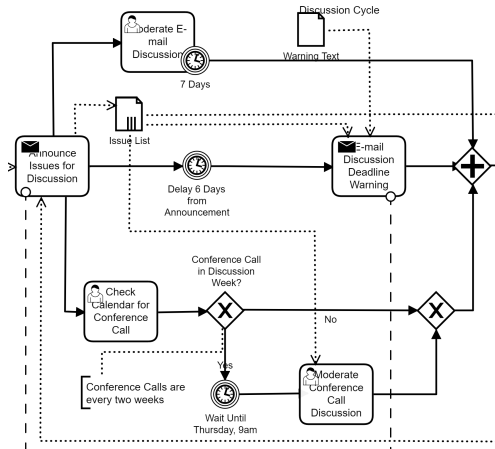 Discussion Cycle
Moderate E-
mail
Discussion
Warning Text
7 Days
Issue List
Announce
Issues for
Discussion
Delay 6 Days
from
Announcement
E-mail
Discussion
Deadline
Warning
Conference Call
in Discussion
Week?
Check
Calendar for
Conference
Call
No
Yes
Conference Calls are
every two weeks
Wait Until
Thursday, 9am
Moderate
Conference
Call
Discussion